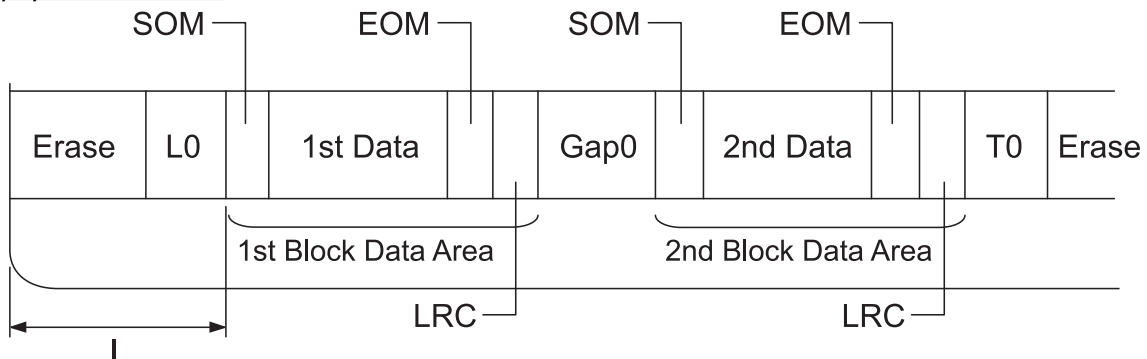 SOM EOM SOM EOM
Erase L0 1st Data Gap0 2nd Data T0 Erase
1st Block Data Area 2nd Block Data Area
LRC LRC